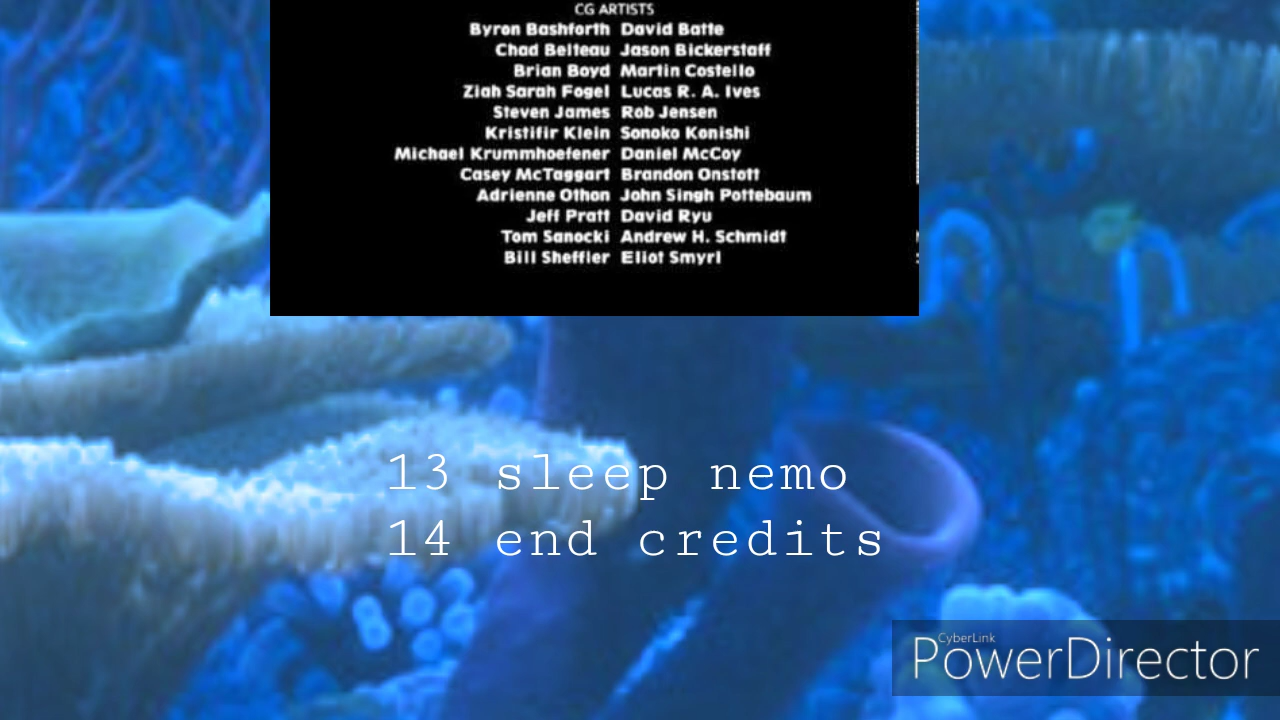 CG ARTISTS
Byron Bashforth David Batte
Chad Belteau Jason Bickerstaff
Brian Boyd Martin Costello
Ziah Sarah Fogel Lucas R. A. Ives
Steven James Rob Jensen
Kristifir Klein Sonoko Konishi
Michael Krummhoefener Daniel McCoy
Casey McTaggart Brandon Onstott
Adrienne Othon John Singh Pottebaum
Jeff Pratt David Ryu
Tom Sanocki Andrew H. Schmidt
Bill Sheffler Eliot Smyrl
13 sleep nemo
14 end credits
CyberLink
PowerDirector